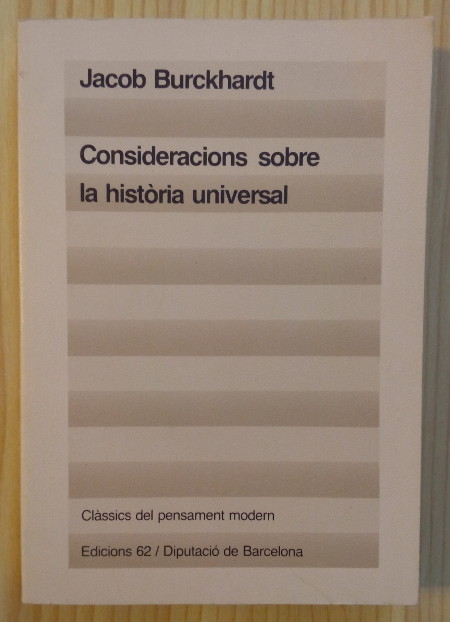 Jacob Burckhardt
Consideracions sobre
la història universal
Clàssics del pensament modern
Edicions 62 / Diputació de Barcelona